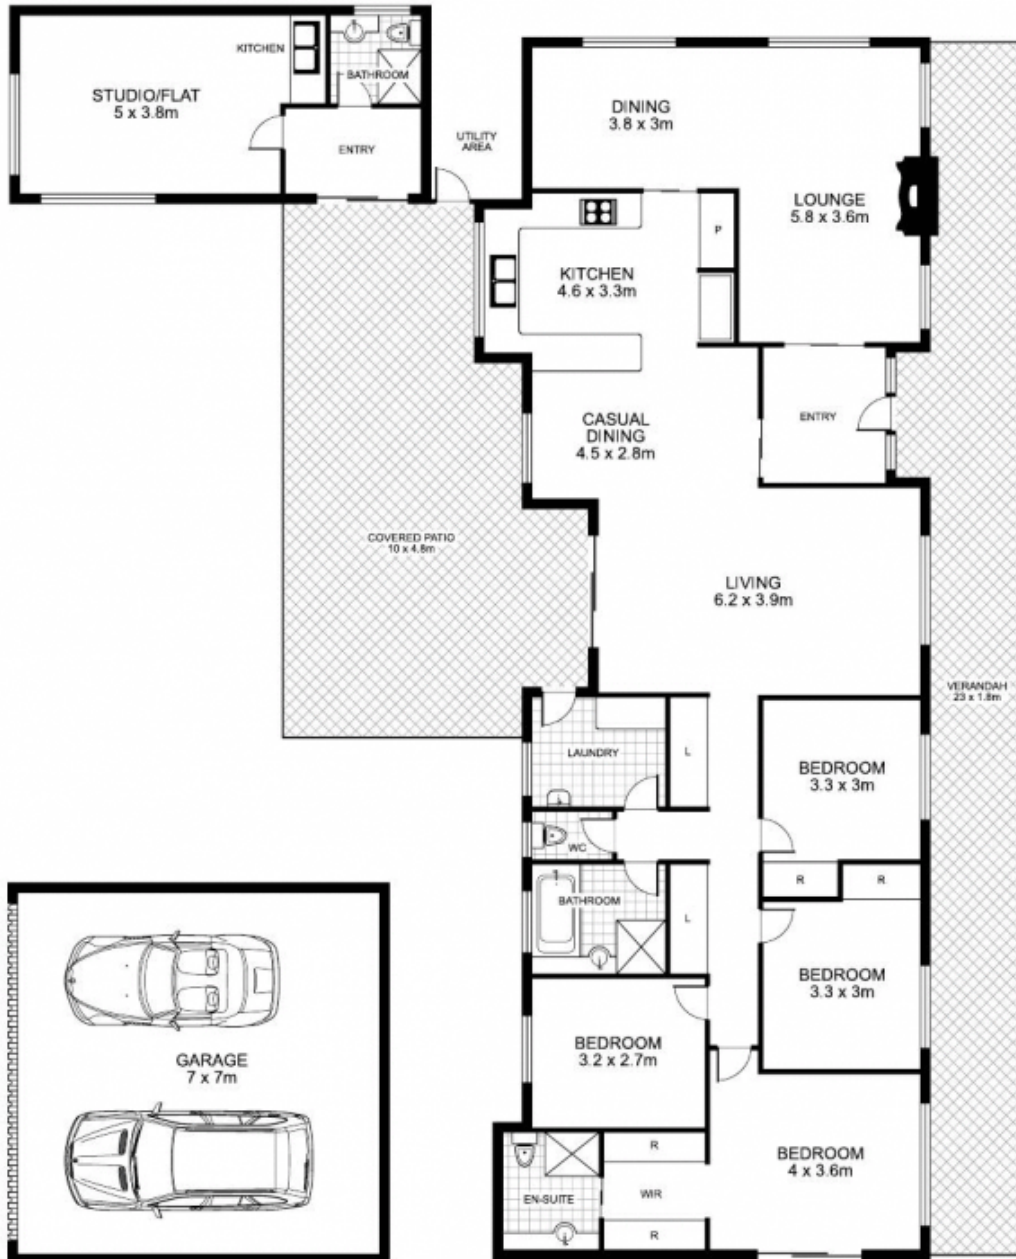 KITCHEN
BATHROOM
STUDIO/FLAT
5 x 3.8m
ENTRY
UTILITY
AREA
DINING
3.8 x 3m
LOUNGE
5.8 x 3.6m
P
KITCHEN
4.6 x 3.3m
ENTRY
CASUAL
DINING
4.5 x 2.8m
COVERED PATIO
10 x 4.8m
LIVING
6.2 x 3.9m
VERANDAH
23 x 1.8m
LAUNDRY
L
BEDROOM
3.3 x 3m
WC
R
R
BATHROOM
L
BEDROOM
3.3 x 3m
GARAGE
7 x 7m
BEDROOM
3.2 x 2.7m
BEDROOM
4 x 3.6m
R
EN-SUITE
WIR
R